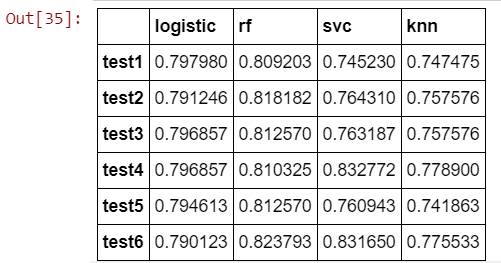 Out[35]:
logistic rf svc knn
test1 0.797980 0.809203 0.745230 0.747475
test2 0.791246 0.818182 0.764310 0.757576
test3 0.796857 0.812570 0.763187 0.757576
test4 0.796857 0.810325 0.832772 0.778900
test5 0.794613 0.812570 0.760943 0.741863
test6 0.790123 0.823793 0.831650 0.775533